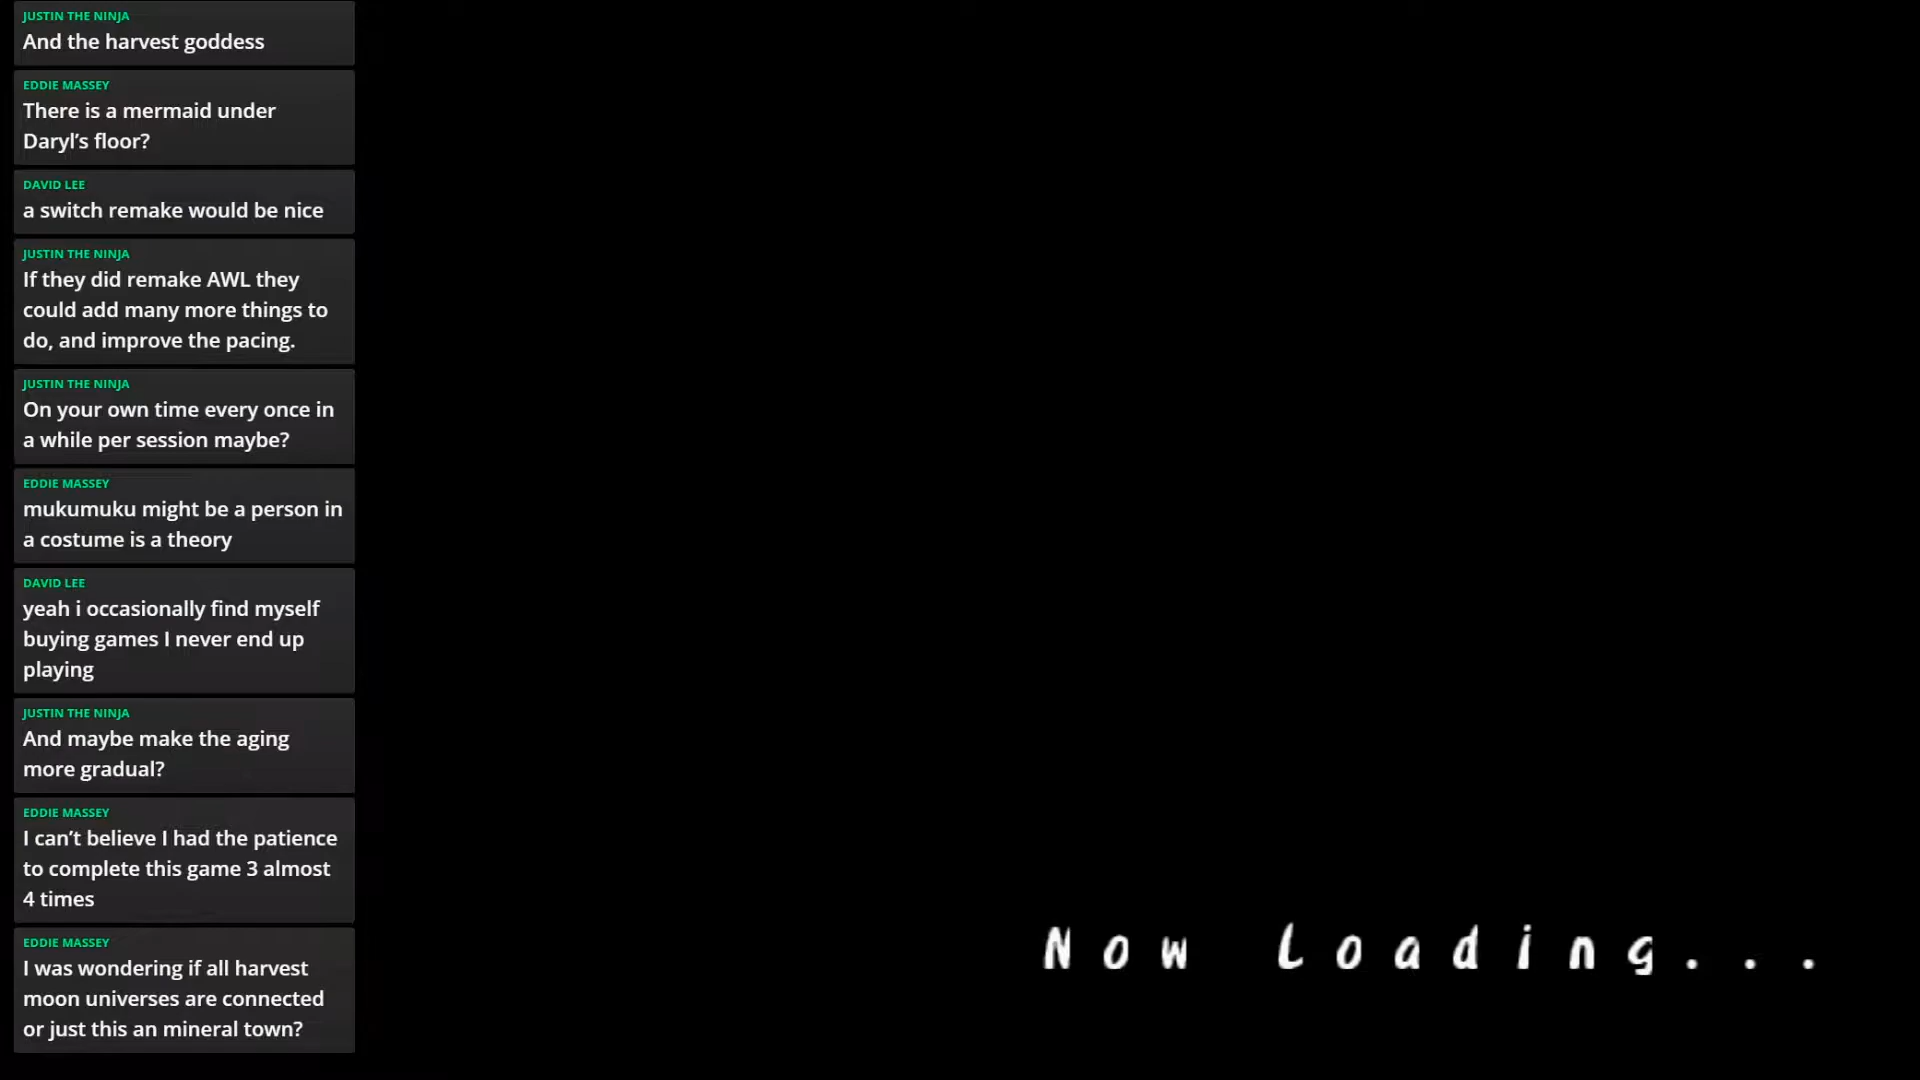 JUSTIN THE NINJA
And the harvest goddess
EDDIE MASSEY
There is a mermaid under
Daryl's floor?
DAVID LEE
a switch remake would be nice
JUSTIN THE NINJA
If they did remake AWL they
could add many more things to
do, and improve the pacing.
JUSTIN THE NINJA
On your own time every once in
a while per session maybe?
EDDIE MASSEY
mukumuku might be a person in
a costume is a theory
DAVID LEE
yeah i occasionally find myself
buying games I never end up
playing
JUSTIN THE NINJA
And maybe make the aging
more gradual?
EDDIE MASSEY
I can't believe I had the patience
to complete this game 3 almost
4 times
EDDIE MASSEY
I was wondering if all harvest
moon universes are connected
or just this an mineral town?
Now Loading...